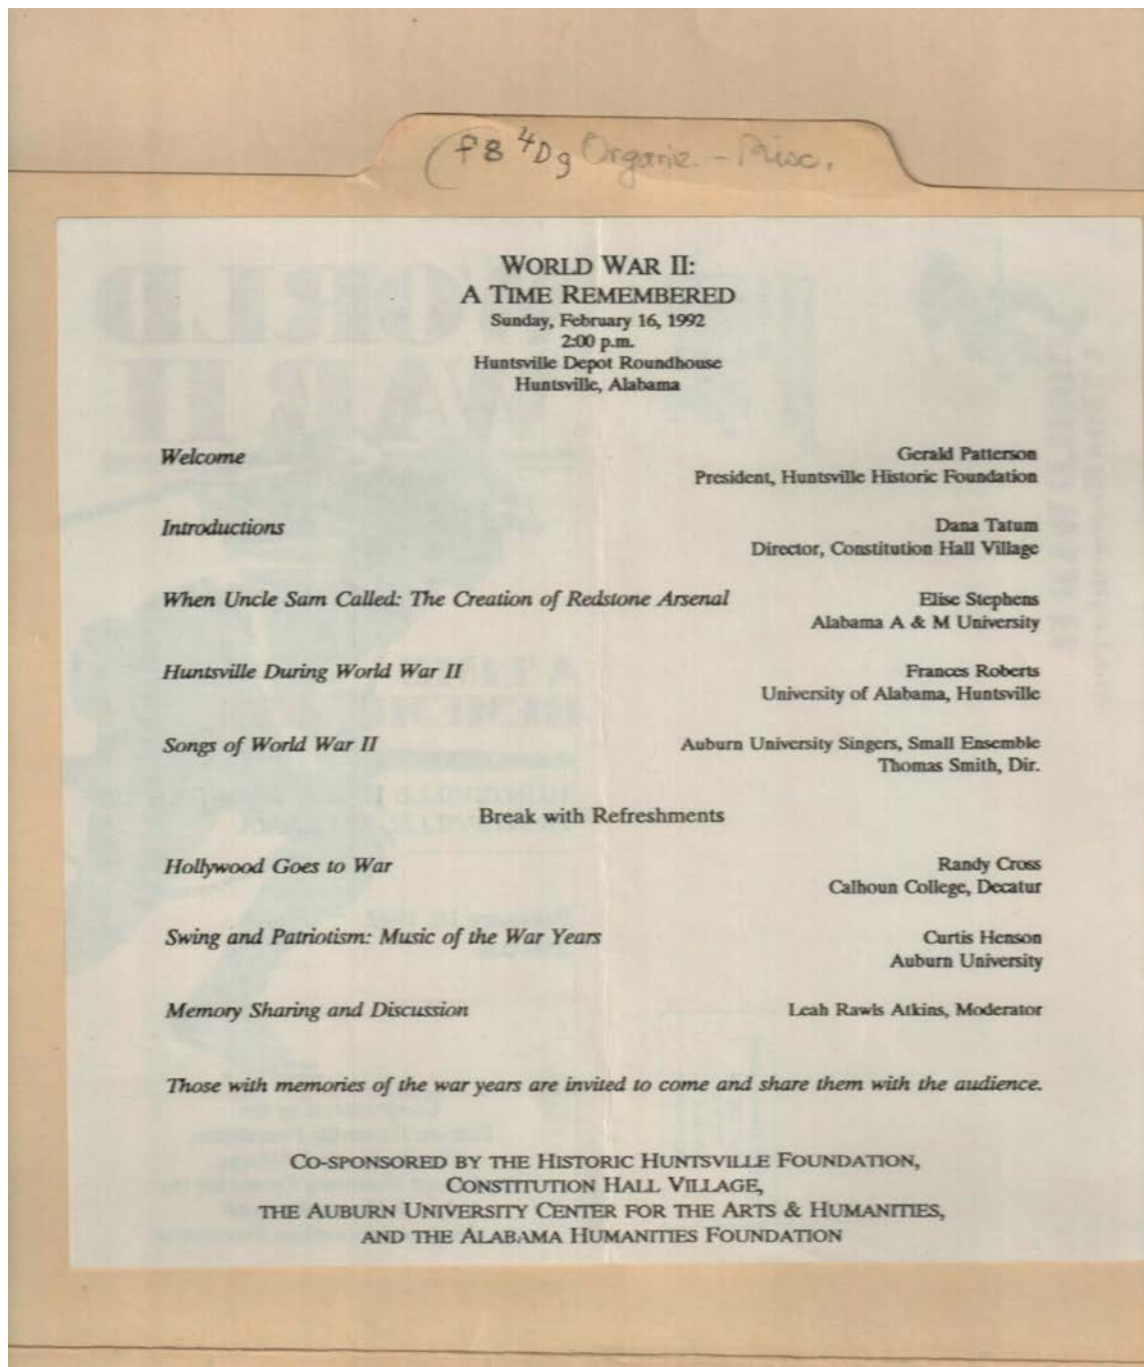 (f8 4Dg Organiz. - Misc.
WORLD WAR II:
A TIME REMEMBERED
Sunday, February 16, 1992
2:00 p.m.
Huntsville Depot Roundhouse
Huntsville, Alabama
Welcome Gerald Patterson
President, Huntsville Historic Foundation
Introductions Dana Tatum
Director, Constitution Hall Village
When Uncle Sam Called: The Creation of Redstone Arsenal Elise Stephens
Alabama A & M University
Huntsville During World War II Frances Roberts
University of Alabama, Huntsville
Songs of World War II Auburn University Singers, Small Ensemble
Thomas Smith, Dir.
Break with Refreshments
Hollywood Goes to War Randy Cross
Calhoun College, Decatur
Swing and Patriotism: Music of the War Years Curtis Henson
Auburn University
Memory Sharing and Discussion Leah Rawls Atkins, Moderator
Those with memories of the war years are invited to come and share them with the audience.
CO-SPONSORED BY THE HISTORIC HUNTSVILLE FOUNDATION,
CONSTITUTION HALL VILLAGE,
THE AUBURN UNIVERSITY CENTER FOR THE ARTS & HUMANITIES,
AND THE ALABAMA HUMANITIES FOUNDATION